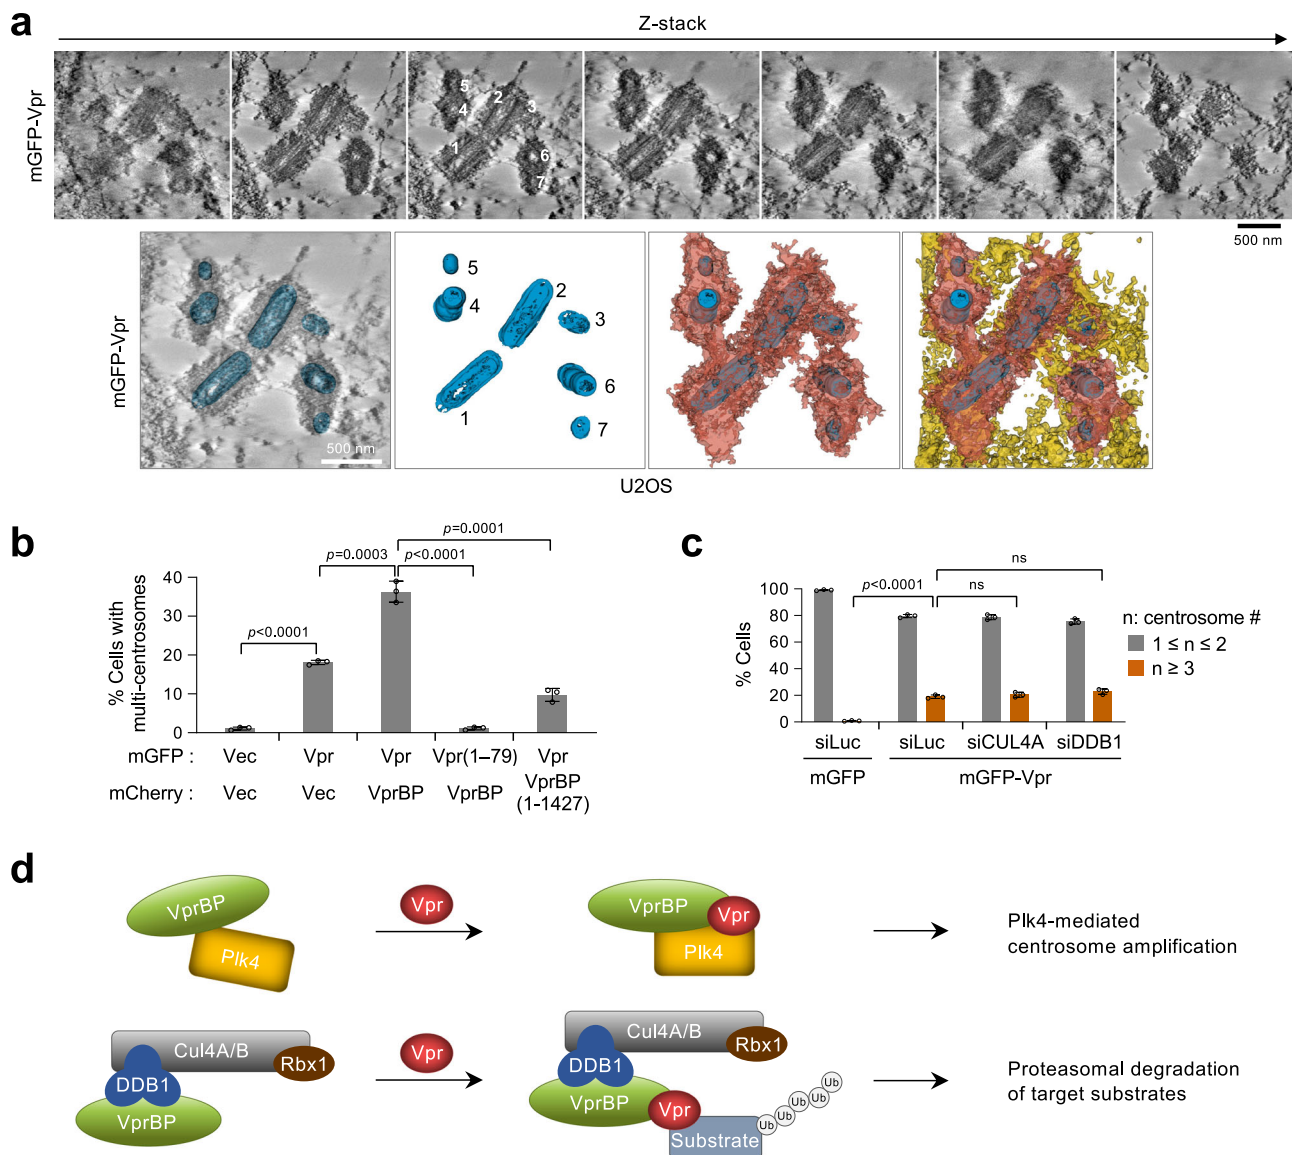 a
Z-stack
mGFP-Vpr
5
2
3
4
1
6
7
500 nm
mGFP-Vpr
500 nm
5
4
2
3
1
6
7
U2OS
b
% Cells with
multi-centrosomes
40
30
20
10
0
p<0.0001
p=0.0003
p<0.0001
p=0.0001
mGFP : Vec Vpr Vpr Vpr(1–79) Vpr
mCherry : Vec Vec VprBP VprBP VprBP
(1-1427)
c
% Cells
100
80
60
40
20
0
p<0.0001
ns
ns
n: centrosome #
1 ≤ n ≤ 2
n ≥ 3
siLuc siLuc siCUL4A siDDB1
mGFP mGFP-Vpr
d
VprBP
Plk4
Vpr
VprBP
Vpr
Plk4
Plk4-mediated
centrosome amplification
Cul4A/B
Rbx1
DDB1
VprBP
Vpr
Cul4A/B
Rbx1
DDB1
VprBP
Vpr
Substrate
Ub
Ub
Ub
Ub
Ub
Proteasomal degradation
of target substrates